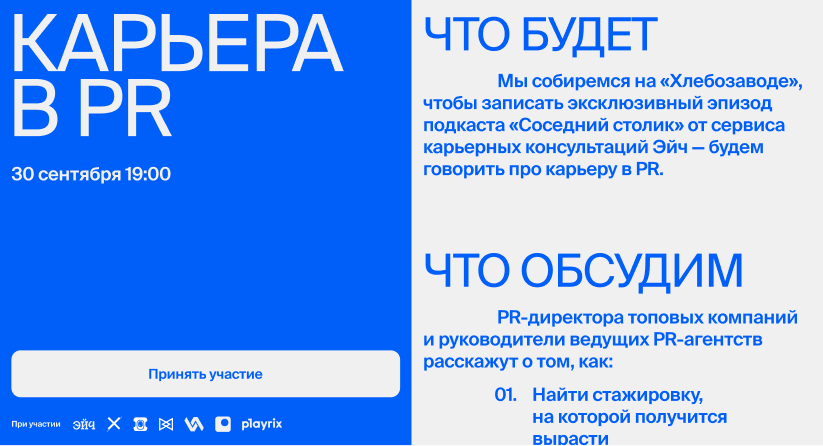 КАРЬЕРА
В PR
30 сентября 19:00
Принять участие
При участии эйч playrix
ЧТО БУДЕТ
Мы собиремся на «Хлебозаводе»,
чтобы записать эксклюзивный эпизод
подкаста «Соседний столик» от сервиса
карьерных консультаций Эйч — будем
говорить про карьеру в PR.
ЧТО ОБСУДИМ
PR-директора топовых компаний
и руководители ведущих PR-агентств
расскажут о том, как:
01. Найти стажировку,
на которой получится
вырасти